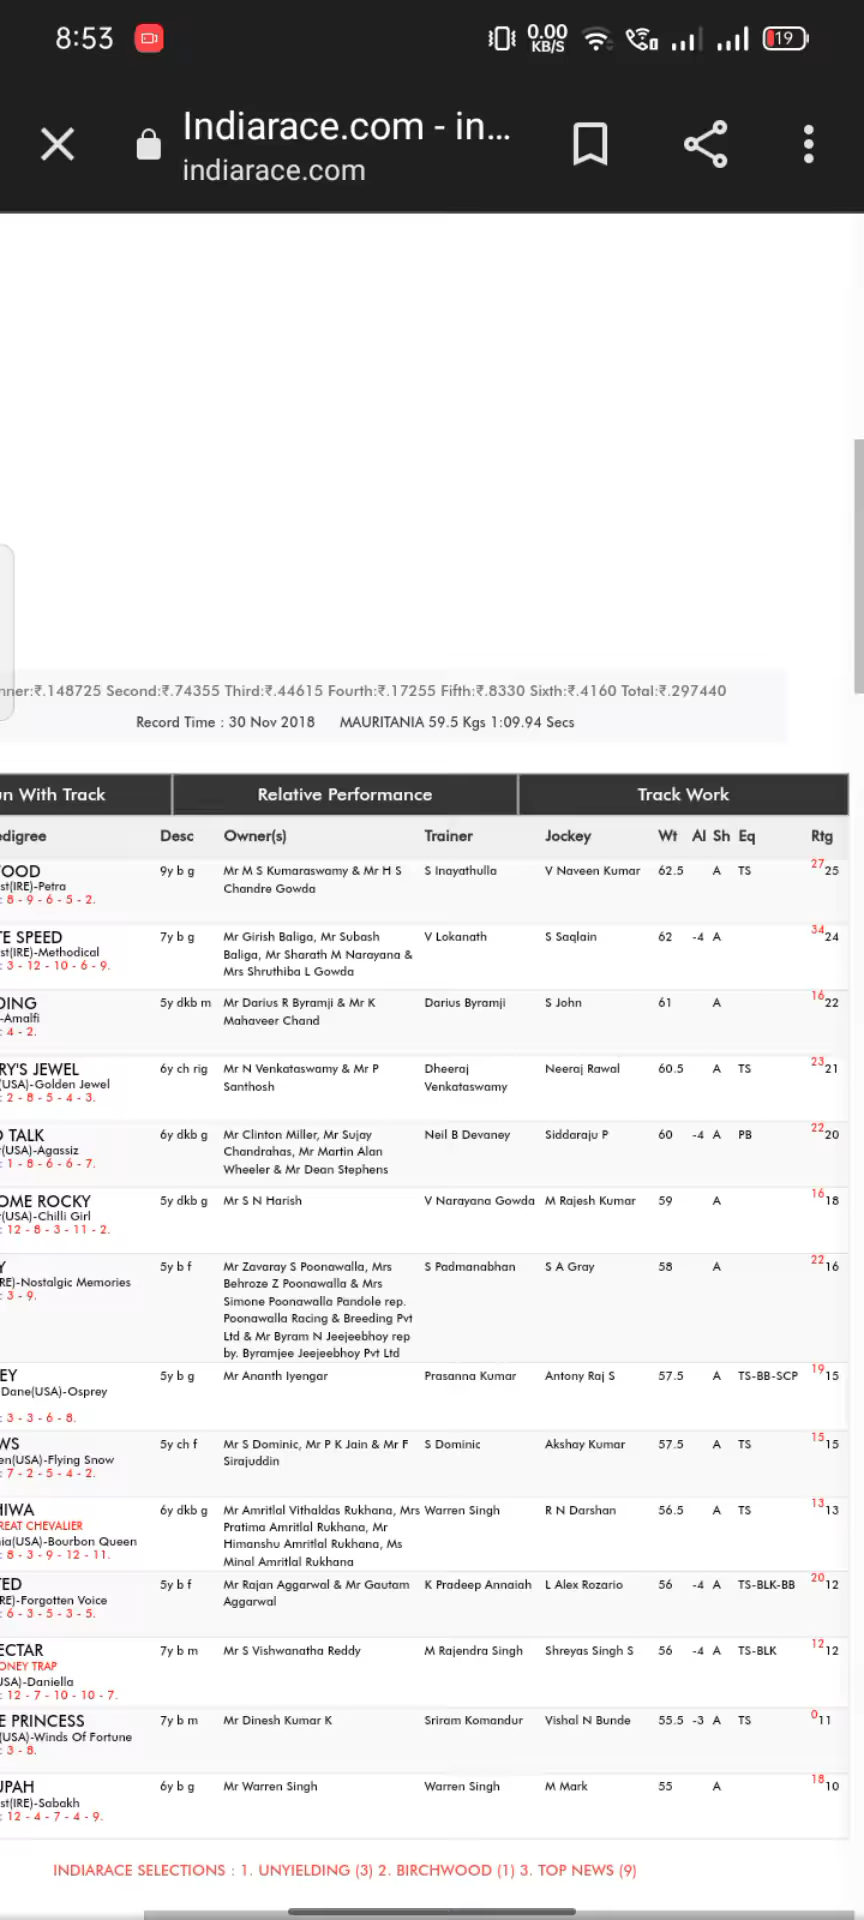 8:53 0.00 KB/S 19
Indiarace.com - in...
indiarace.com
nner:₹.148725 Second:₹.74355 Third:₹.44615 Fourth:₹.17255 Fifth:₹.8330 Sixth:₹.4160 Total:₹.297440
Record Time : 30 Nov 2018 MAURITANIA 59.5 Kgs 1:09.94 Secs
un With Track Relative Performance Track Work
edigree Desc Owner(s) Trainer Jockey Wt Al Sh Eq Rtg
OOD 9y b g Mr M S Kumaraswamy & Mr H S S Inayathulla V Naveen Kumar 62.5 A TS 27 25
st(IRE)-Petra Chandre Gowda
: 8 - 9 - 6 - 5 - 2.
TE SPEED 7y b g Mr Girish Baliga, Mr Subash V Lokanath S Saqlain 62 -4 A 34 24
st(IRE)-Methodical Baliga, Mr Sharath M Narayana &
: 3 - 12 - 10 - 6 - 9. Mrs Shruthiba L Gowda
DING 5y dkb m Mr Darius R Byramji & Mr K Darius Byramji S John 61 A 16 22
-Amalfi Mahaveer Chand
: 4 - 2.
RY'S JEWEL 6y ch rig Mr N Venkataswamy & Mr P Dheeraj Neeraj Rawal 60.5 A TS 23 21
(USA)-Golden Jewel Santhosh Venkataswamy
: 2 - 8 - 5 - 4 - 3.
O TALK 6y dkb g Mr Clinton Miller, Mr Sujay Neil B Devaney Siddaraju P 60 -4 A PB 22 20
r(USA)-Agassiz Chandrahas, Mr Martin Alan
: 1 - 8 - 6 - 6 - 7. Wheeler & Mr Dean Stephens
OME ROCKY 5y dkb g Mr S N Harish V Narayana Gowda M Rajesh Kumar 59 A 16 18
r(USA)-Chilli Girl
: 12 - 8 - 3 - 11 - 2.
Y 5y b f Mr Zavaray S Poonawalla, Mrs S Padmanabhan S A Gray 58 A 22 16
RE)-Nostalgic Memories Behroze Z Poonawalla & Mrs
: 3 - 9. Simone Poonawalla Pandole rep.
Poonawalla Racing & Breeding Pvt
Ltd & Mr Byram N Jeejeebhoy rep
by. Byramjee Jeejeebhoy Pvt Ltd
EY 5y b g Mr Ananth Iyengar Prasanna Kumar Antony Raj S 57.5 A TS-BB-SCP 19 15
Dane(USA)-Osprey
: 3 - 3 - 6 - 8.
WS 5y ch f Mr S Dominic, Mr P K Jain & Mr F S Dominic Akshay Kumar 57.5 A TS 15 15
en(USA)-Flying Snow Sirajuddin
: 7 - 2 - 5 - 4 - 2.
HIWA 6y dkb g Mr Amritlal Vithaldas Rukhana, Mrs Warren Singh R N Darshan 56.5 A TS 13 13
REAT CHEVALIER Pratima Amritlal Rukhana, Mr
ia(USA)-Bourbon Queen Himanshu Amritlal Rukhana, Ms
: 8 - 3 - 9 - 12 - 11. Minal Amritlal Rukhana
TED 5y b f Mr Rajan Aggarwal & Mr Gautam K Pradeep Annaiah L Alex Rozario 56 -4 A TS-BLK-BB 20 12
RE)-Forgotten Voice Aggarwal
: 6 - 3 - 5 - 3 - 5.
ECTAR 7y b m Mr S Vishwanatha Reddy M Rajendra Singh Shreyas Singh S 56 -4 A TS-BLK 12 12
ONEY TRAP
USA)-Daniella
: 12 - 7 - 10 - 10 - 7.
E PRINCESS 7y b m Mr Dinesh Kumar K Sriram Komandur Vishal N Bunde 55.5 -3 A TS 0 11
(USA)-Winds Of Fortune
: 3 - 8.
UPAH 6y b g Mr Warren Singh Warren Singh M Mark 55 A 18 10
st(IRE)-Sabakh
: 12 - 4 - 7 - 4 - 9.
INDIARACE SELECTIONS : 1. UNYIELDING (3) 2. BIRCHWOOD (1) 3. TOP NEWS (9)